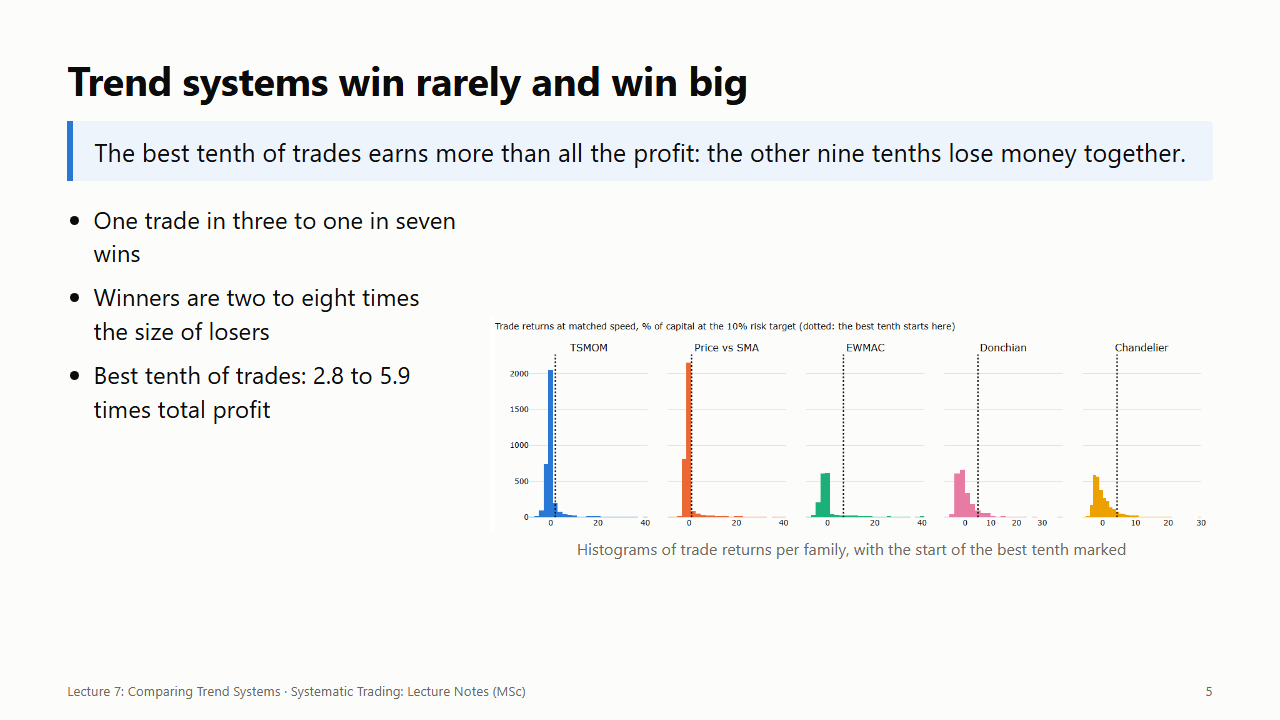 Trend systems win rarely and win big
The best tenth of trades earns more than all the profit: the other nine tenths lose money together.
• One trade in three to one in seven
wins
• Winners are two to eight times
the size of losers
• Best tenth of trades: 2.8 to 5.9
times total profit
Trade returns at matched speed, % of capital at the 10% risk target (dotted: the best tenth starts here)
TSMOM Price vs SMA EWMAC Donchian Chandelier
2000
1500
1000
500
0
0 20 40 0 20 40 0 20 40 0 10 20 30 0 10 20 30
Histograms of trade returns per family, with the start of the best tenth marked
Lecture 7: Comparing Trend Systems · Systematic Trading: Lecture Notes (MSc) 5